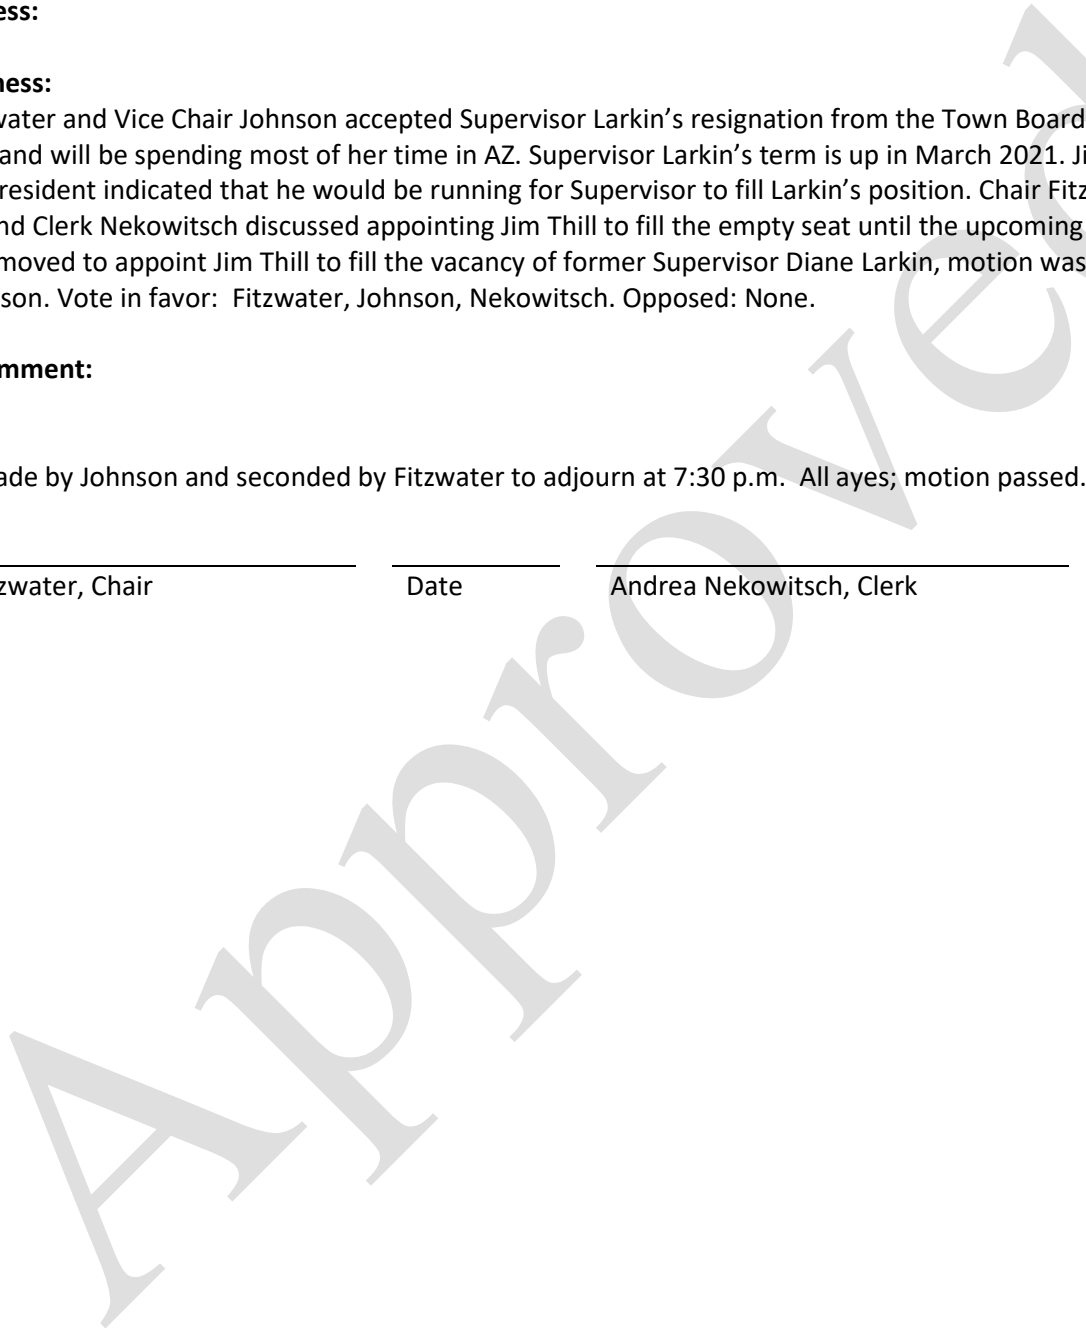 ess:
ness:
water and Vice Chair Johnson accepted Supervisor Larkin’s resignation from the Town Board
and will be spending most of her time in AZ. Supervisor Larkin’s term is up in March 2021. Ji
resident indicated that he would be running for Supervisor to fill Larkin’s position. Chair Fitz
nd Clerk Nekowitsch discussed appointing Jim Thill to fill the empty seat until the upcoming
moved to appoint Jim Thill to fill the vacancy of former Supervisor Diane Larkin, motion was
son. Vote in favor:  Fitzwater, Johnson, Nekowitsch. Opposed: None.
mment:
ade by Johnson and seconded by Fitzwater to adjourn at 7:30 p.m.  All ayes; motion passed.
zwater, Chair Date Andrea Nekowitsch, Clerk
Approved